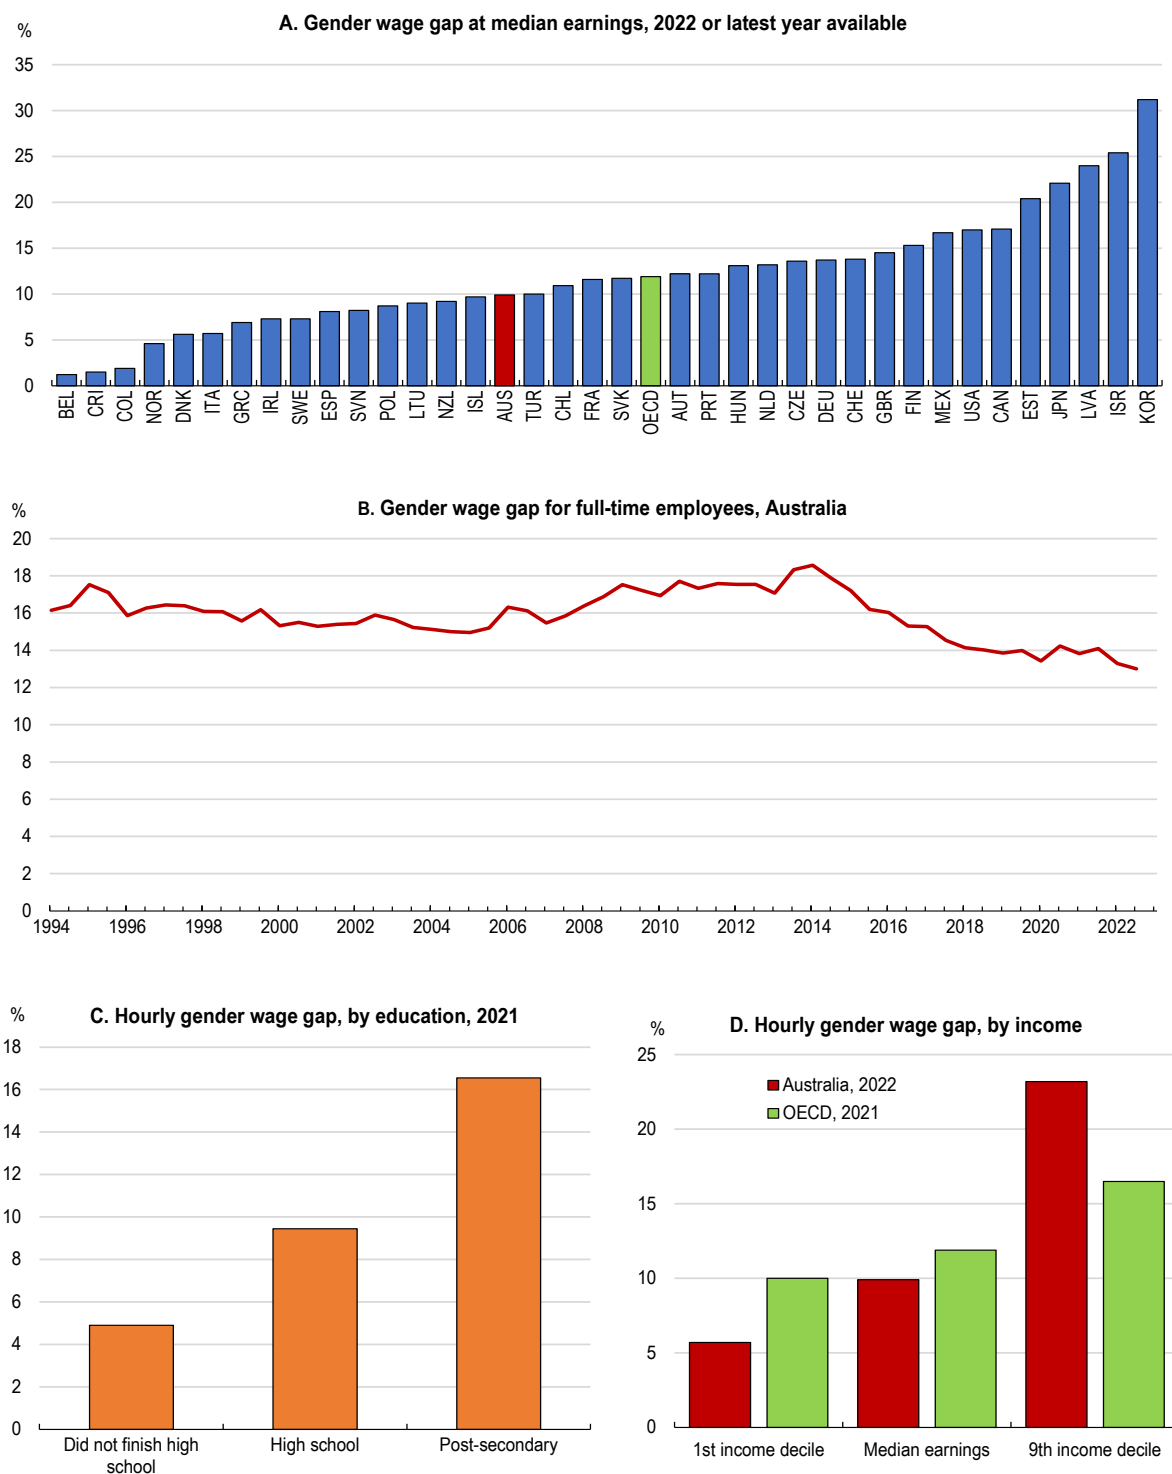 A. Gender wage gap at median earnings, 2022 or latest year available
%
35
30
25
20
15
10
5
0
BEL CRI COL NOR DNK ITA GRC IRL SWE ESP SVN POL LTU NZL ISL AUS TUR CHL FRA SVK OECD AUT PRT HUN NLD CZE DEU CHE GBR FIN MEX USA CAN EST JPN LVA ISR KOR
B. Gender wage gap for full-time employees, Australia
%
20
18
16
14
12
10
8
6
4
2
0
1994 1996 1998 2000 2002 2004 2006 2008 2010 2012 2014 2016 2018 2020 2022
C. Hourly gender wage gap, by education, 2021
%
18
16
14
12
10
8
6
4
2
0
Did not finish high
school
High school
Post-secondary
D. Hourly gender wage gap, by income
%
25
20
15
10
5
0
Australia, 2022
OECD, 2021
1st income decile
Median earnings
9th income decile